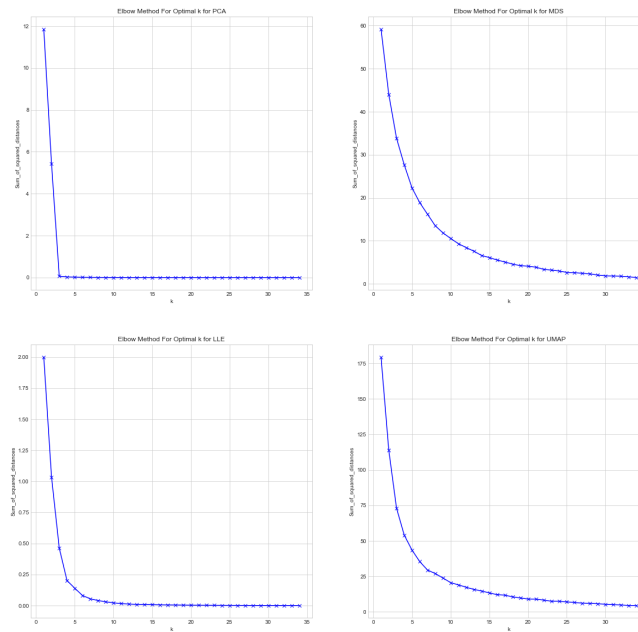 Elbow Method For Optimal k for PCA
12
10
8
6
4
2
0
Sum_of_squared_distances
0 5 10 15 20 25 30 35
k
Elbow Method For Optimal k for MDS
60
50
40
30
20
10
0
Sum_of_squared_distances
0 5 10 15 20 25 30
k
Elbow Method For Optimal k for LLE
2.00
1.75
1.50
1.25
1.00
0.75
0.50
0.25
0.00
Sum_of_squared_distances
0 5 10 15 20 25 30 35
k
Elbow Method For Optimal k for UMAP
175
150
125
100
75
50
25
0
Sum_of_squared_distances
0 5 10 15 20 25 30
k